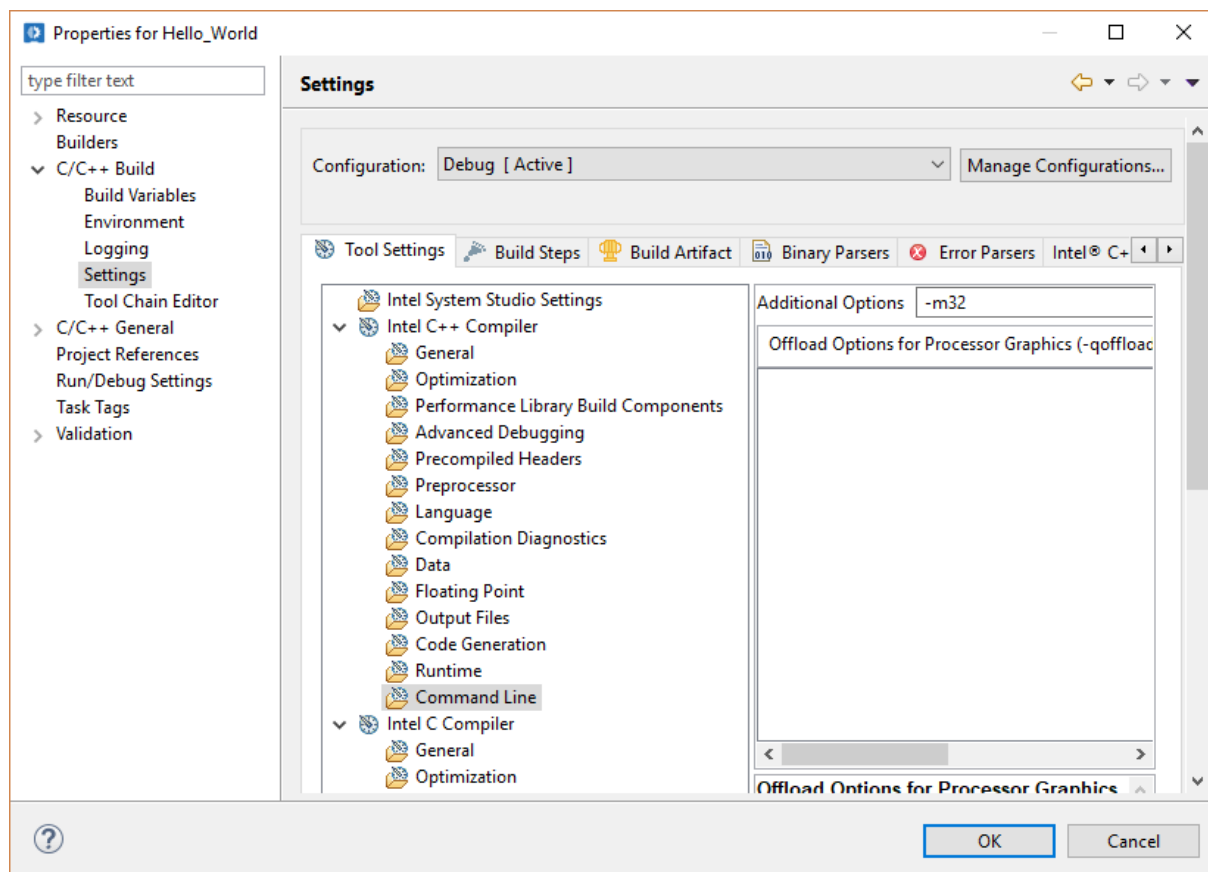 Properties for Hello_World
type filter text
Resource
Builders
C/C++ Build
Build Variables
Environment
Logging
Settings
Tool Chain Editor
C/C++ General
Project References
Run/Debug Settings
Task Tags
Validation
Settings
Configuration: Debug [ Active ] Manage Configurations...
Tool Settings Build Steps Build Artifact 010 Binary Parsers Error Parsers Intel® C+
Intel System Studio Settings
Intel C++ Compiler
General
Optimization
Performance Library Build Components
Advanced Debugging
Precompiled Headers
Preprocessor
Language
Compilation Diagnostics
Data
Floating Point
Output Files
Code Generation
Runtime
Command Line
Intel C Compiler
General
Optimization
Additional Options -m32
Offload Options for Processor Graphics (-qoffloac
Offload Options for Processor Graphics
?
OK Cancel